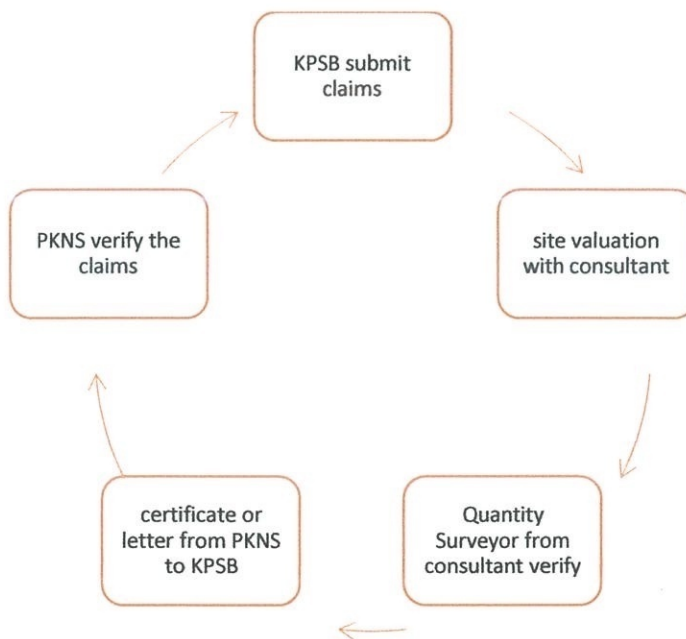 KPSB submit
claims
site valuation
with consultant
Quantity
Surveyor from
consultant verify
certificate or
letter from PKNS
to KPSB
PKNS verify the
claims